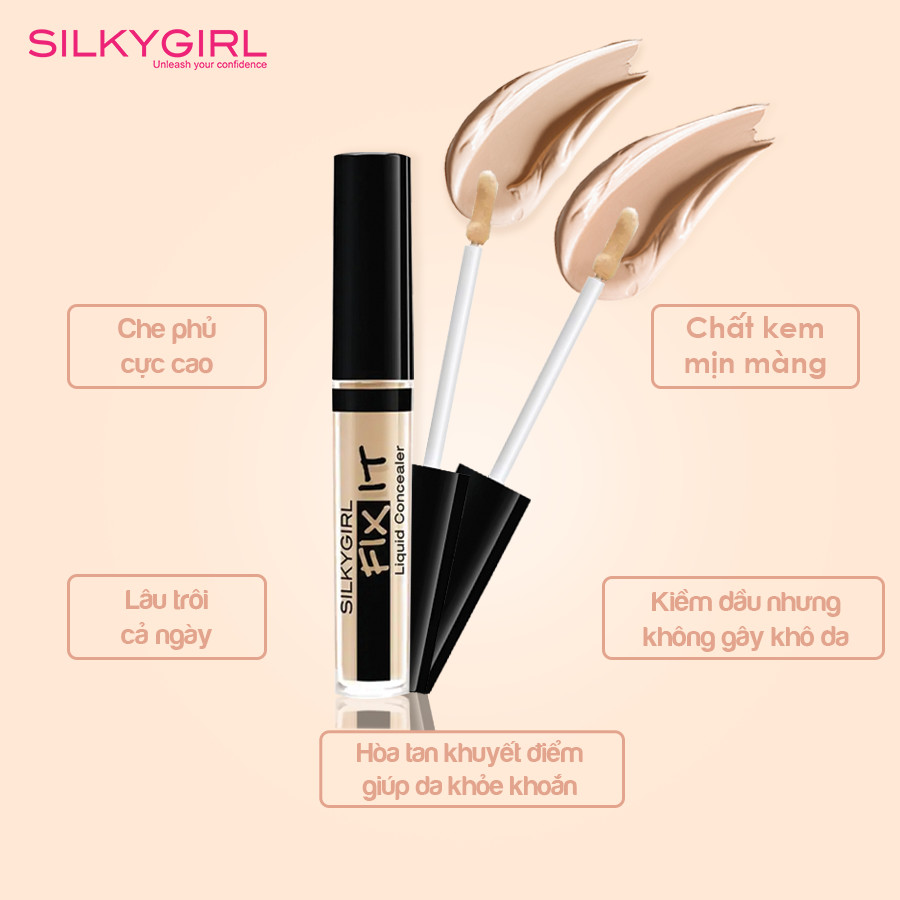 SILKYGIRL
Unleash your confidence
Che phủ
cực cao
Chất kem
mịn màng
SILKYGIRL
FIX IT
Liquid Concealer
Lâu trôi
cả ngày
Kiềm dầu nhưng
không gây khô da
Hòa tan khuyết điểm
giúp da khỏe khoắn